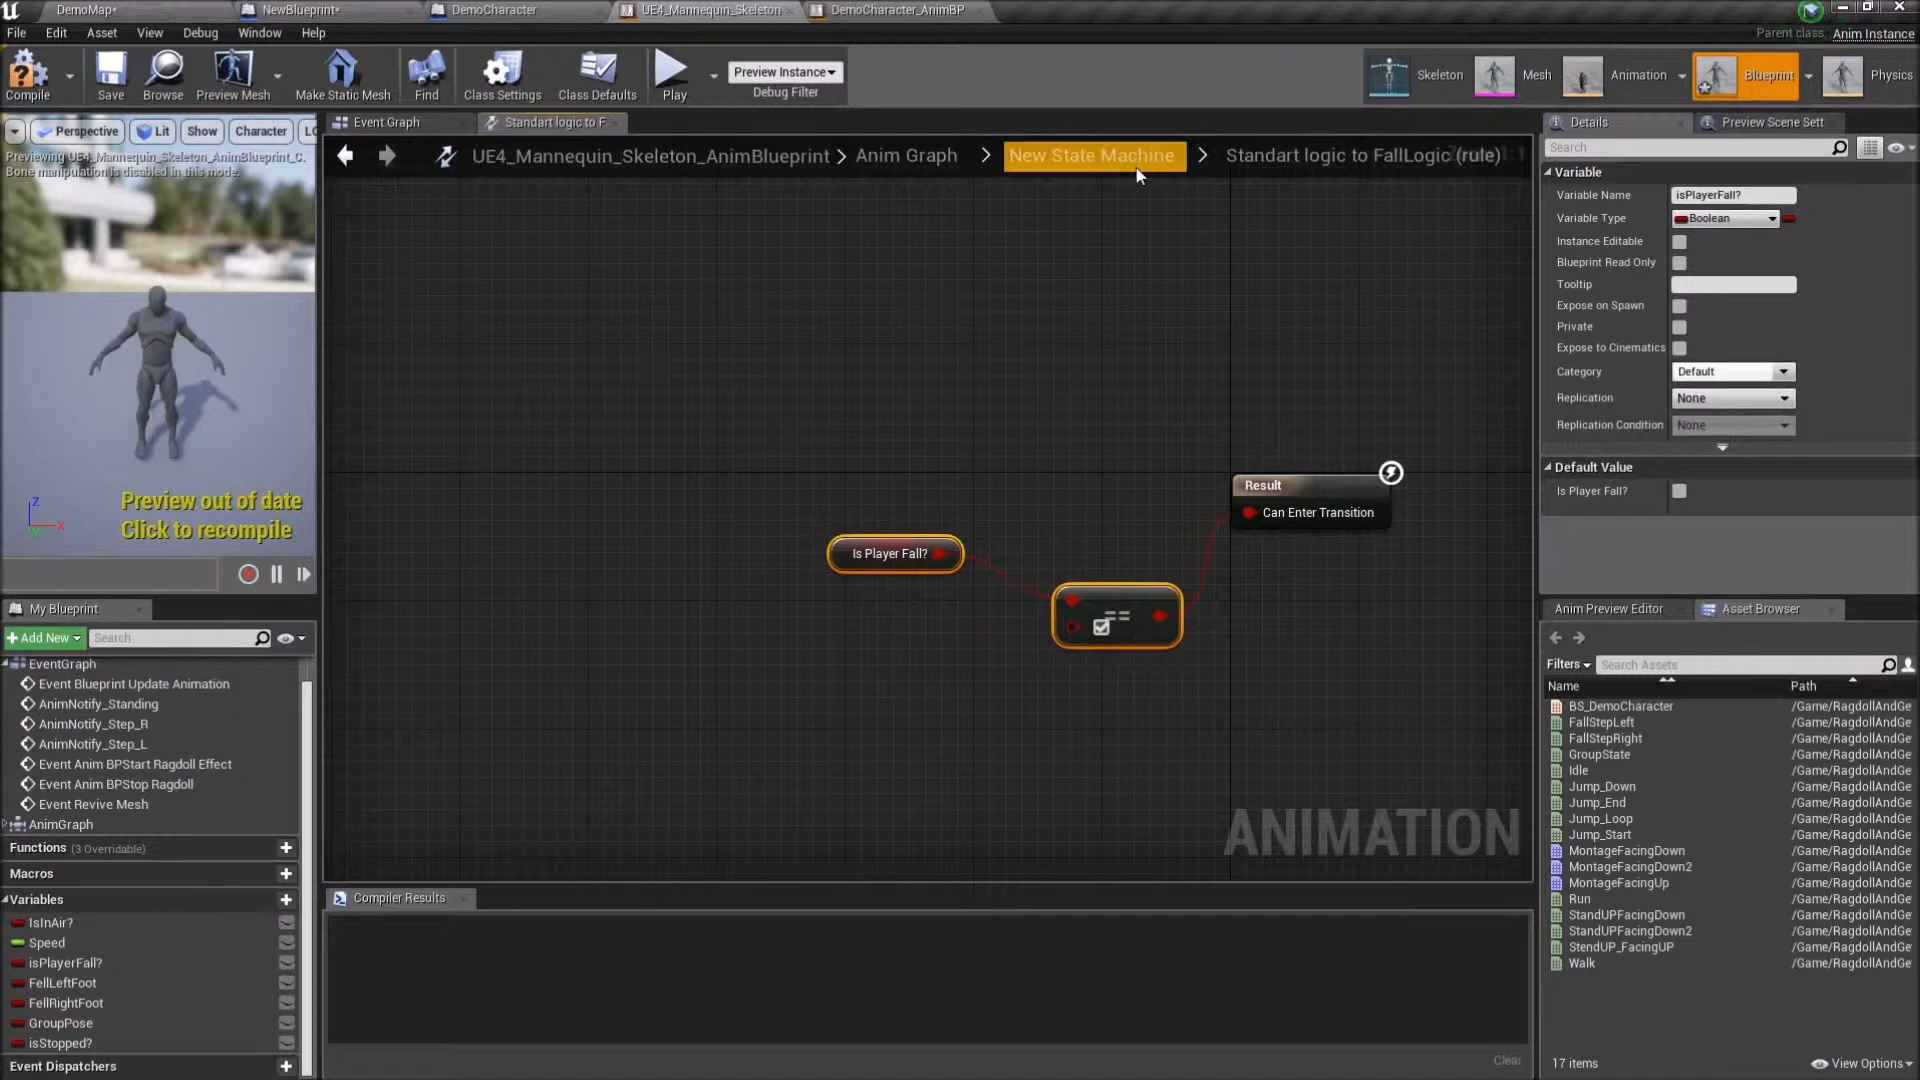 DemoMap*
NewBlueprint*
DemoCharacter
UE4_Mannequin_Skeleton
DemoCharacter_AnimBP
File Edit Asset View Debug Window Help
Parent class: Anim Instance
Compile
Save
Browse
Preview Mesh
Make Static Mesh
Find
Class Settings
Class Defaults
Play
Preview Instance
Debug Filter
Skeleton
Mesh
Animation
Blueprint
Physics
Perspective
Lit
Show
Character
Previewing UE4_Mannequin_Skeleton_AnimBlueprint_C.
Bone manipulation is disabled in this mode.
Preview out of date
Click to recompile
Z
X
Event Graph
Standart logic to F
UE4_Mannequin_Skeleton_AnimBlueprint > Anim Graph > New State Machine > Standart logic to FallLogic (rule)
Is Player Fall?
==
Result
Can Enter Transition
ANIMATION
Compiler Results
Clear
My Blueprint
+Add New
Search
EventGraph
Event Blueprint Update Animation
AnimNotify_Standing
AnimNotify_Step_R
AnimNotify_Step_L
Event Anim BPStart Ragdoll Effect
Event Anim BPStop Ragdoll
Event Revive Mesh
AnimGraph
Functions (3 Overridable)
Macros
Variables
IsInAir?
Speed
isPlayerFall?
FellLeftFoot
FellRightFoot
GroupPose
isStopped?
Event Dispatchers
Details
Preview Scene Sett
Search
Variable
Variable Name isPlayerFall?
Variable Type Boolean
Instance Editable
Blueprint Read Only
Tooltip
Expose on Spawn
Private
Expose to Cinematics
Category Default
Replication None
Replication Condition None
Default Value
Is Player Fall?
Anim Preview Editor
Asset Browser
Filters
Search Assets
Name Path
BS_DemoCharacter /Game/RagdollAndGe
FallStepLeft /Game/RagdollAndGe
FallStepRight /Game/RagdollAndGe
GroupState /Game/RagdollAndGe
Idle /Game/RagdollAndGe
Jump_Down /Game/RagdollAndGe
Jump_End /Game/RagdollAndGe
Jump_Loop /Game/RagdollAndGe
Jump_Start /Game/RagdollAndGe
MontageFacingDown /Game/RagdollAndGe
MontageFacingDown2 /Game/RagdollAndGe
MontageFacingUp /Game/RagdollAndGe
Run /Game/RagdollAndGe
StandUPFacingDown /Game/RagdollAndGe
StandUPFacingDown2 /Game/RagdollAndGe
StendUP_FacingUP /Game/RagdollAndGe
Walk /Game/RagdollAndGe
17 items
View Options